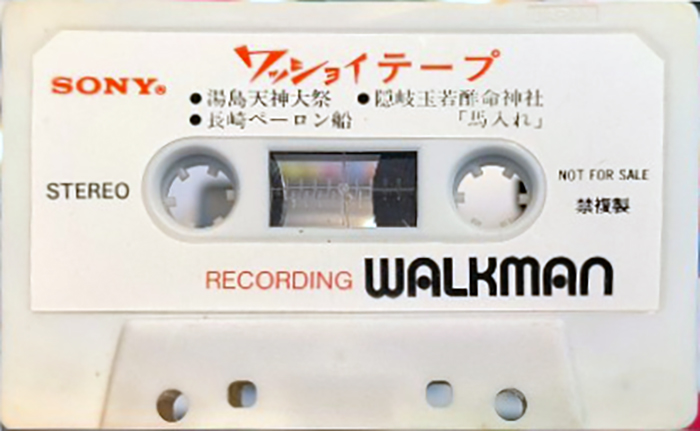 ワッショイテープ
SONY®
●湯島天神大祭 ●隠岐玉若酢命神社
●長崎ペーロン船 「馬入れ」
STEREO
NOT FOR SALE
禁複製
RECORDING WALKMAN